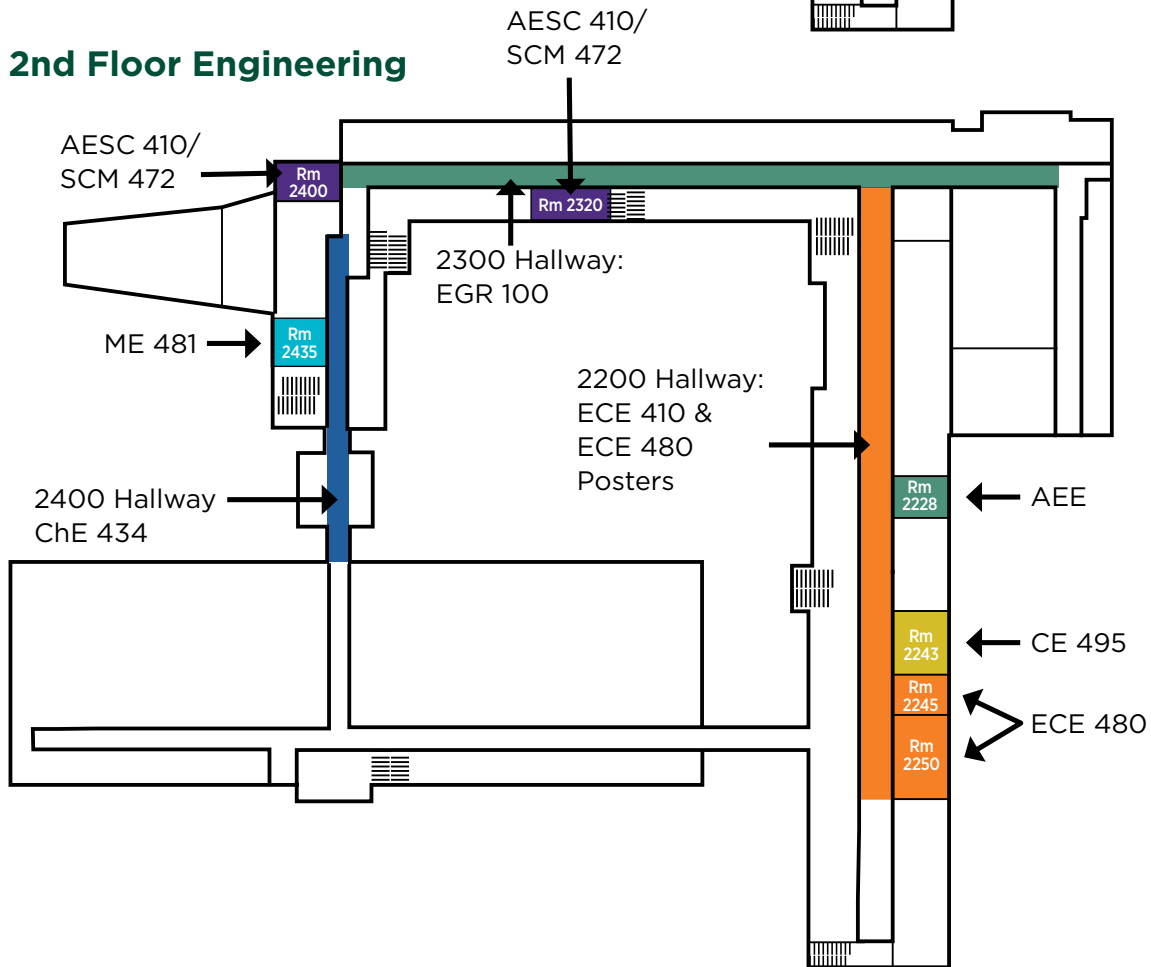 AESC 410/
SCM 472
2nd Floor Engineering
AESC 410/
SCM 472
Rm
2400
Rm 2320
2300 Hallway:
EGR 100
ME 481
Rm
2435
2200 Hallway:
ECE 410 &
ECE 480
Posters
2400 Hallway
ChE 434
Rm
2228
AEE
Rm
2243
CE 495
Rm
2245
ECE 480
Rm
2250